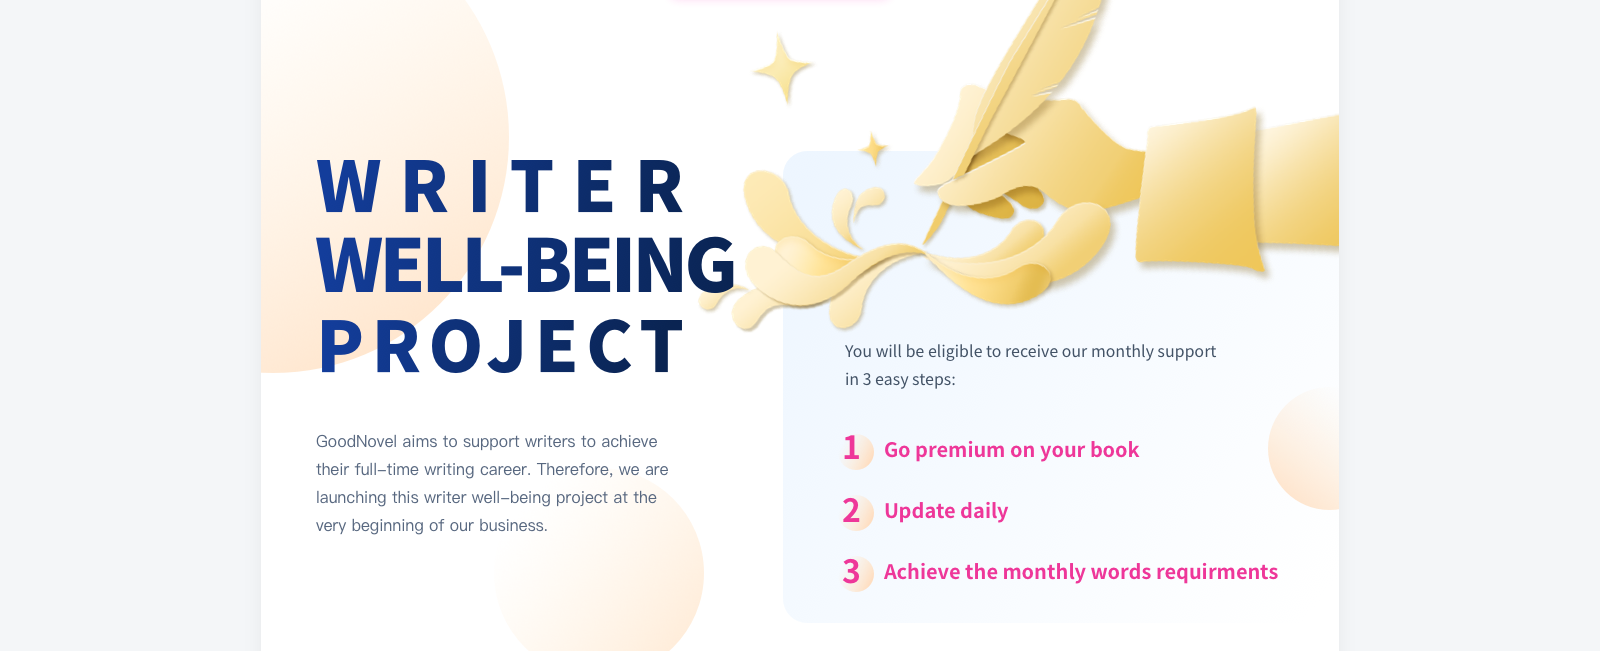 WRITER
WELL-BEING
PROJECT
GoodNovel aims to support writers to achieve
their full-time writing career. Therefore, we are
launching this writer well-being project at the
very beginning of our business.
You will be eligible to receive our monthly support
in 3 easy steps:
1 Go premium on your book
2 Update daily
3 Achieve the monthly words requirments